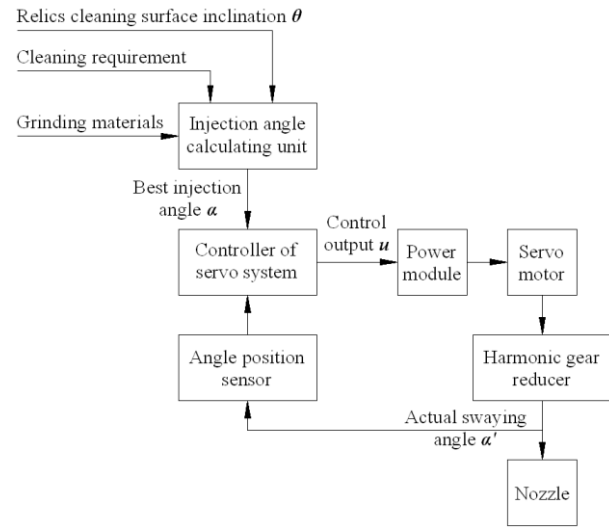 Relics cleaning surface inclination θ
Cleaning requirement
Grinding materials
Injection angle
calculating unit
Best injection
angle α
Controller of
servo system
Control
output u
Power
module
Servo
motor
Angle position
sensor
Harmonic gear
reducer
Actual swaying
angle α'
Nozzle